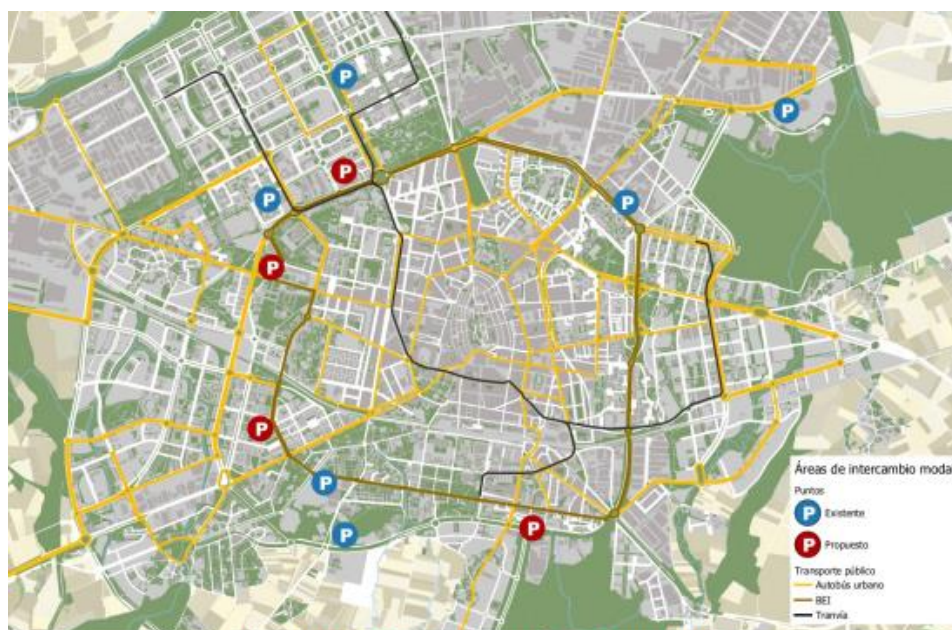 P
P
P
P
P
P
P
P
P
P
Áreas de intercambio moda
Puntos
P Existente
P Propuesto
Transporte público
Autobús urbano
BEI
Tranvía